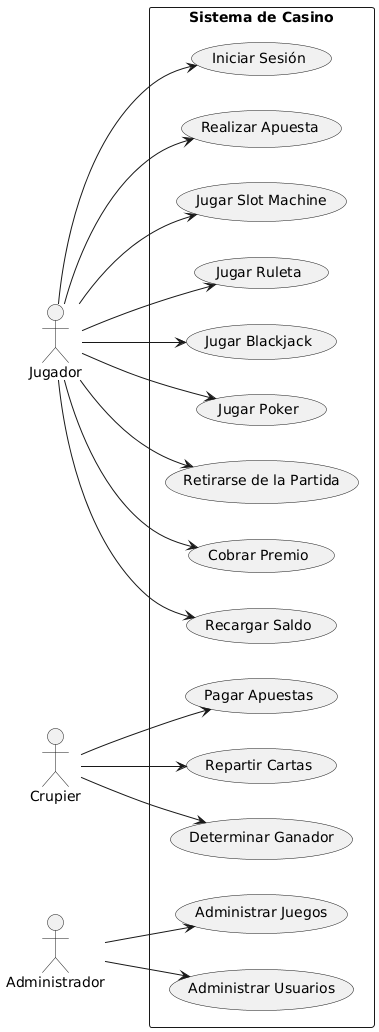 Sistema de Casino
Iniciar Sesión
Realizar Apuesta
Jugar Slot Machine
Jugar Ruleta
Jugar Blackjack
Jugador
Jugar Poker
Retirarse de la Partida
Cobrar Premio
Recargar Saldo
Pagar Apuestas
Repartir Cartas
Crupier
Determinar Ganador
Administrar Juegos
Administrador
Administrar Usuarios